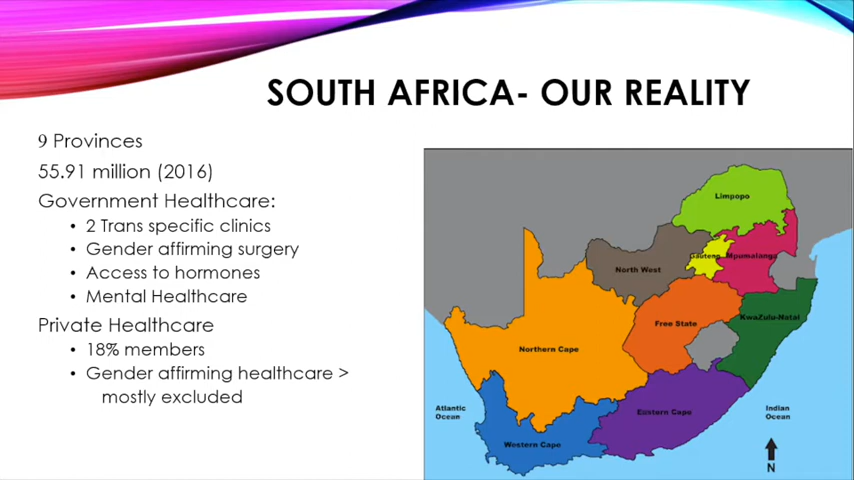 SOUTH AFRICA- OUR REALITY
9 Provinces
55.91 million (2016)
Government Healthcare:
• 2 Trans specific clinics
• Gender affirming surgery
• Access to hormones
• Mental Healthcare
Private Healthcare
• 18% members
• Gender affirming healthcare >
mostly excluded
Limpopo
Gauteng
Mpumalanga
North West
Free State
KwaZulu-Natal
Northern Cape
Eastern Cape
Western Cape
Atlantic
Ocean
Indian
Ocean
N